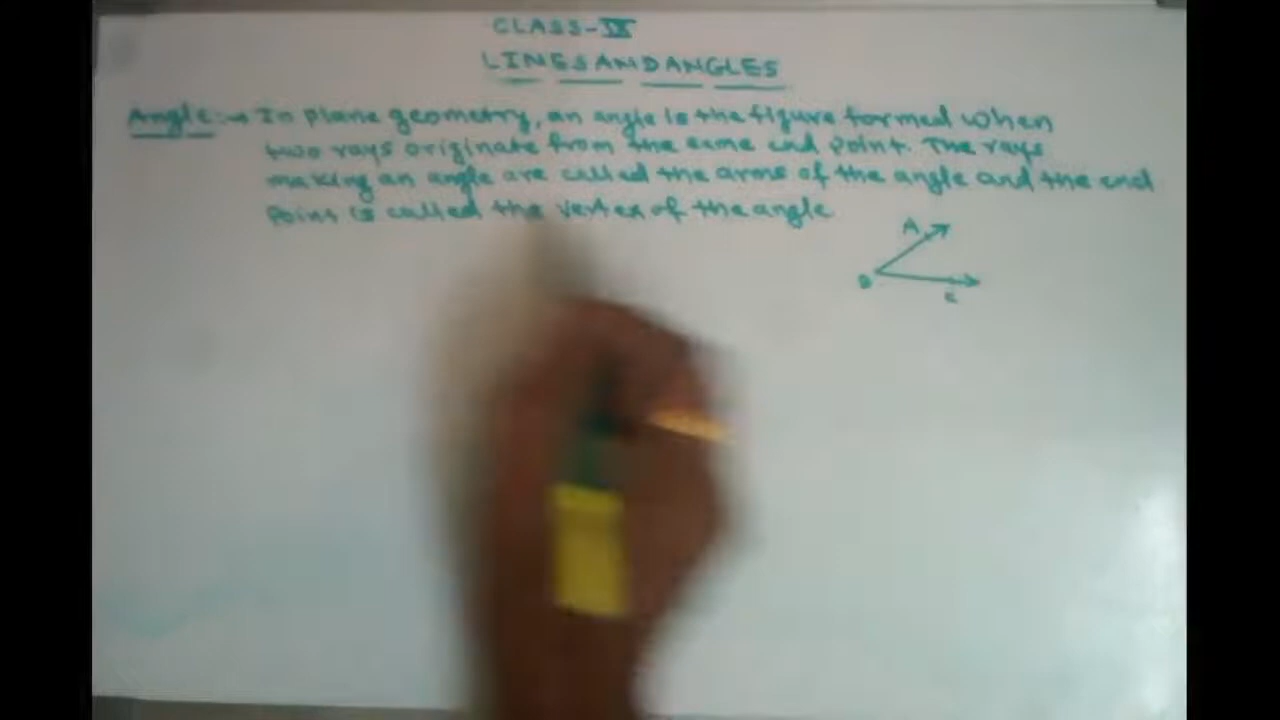 CLASS-IX
LINES AND ANGLES
Angle:→ In plane geometry, an angle is the figure formed when
two rays originate from the same end point. The rays
making an angle are called the arms of the angle and the end
point is called the vertex of the angle
A
B
C